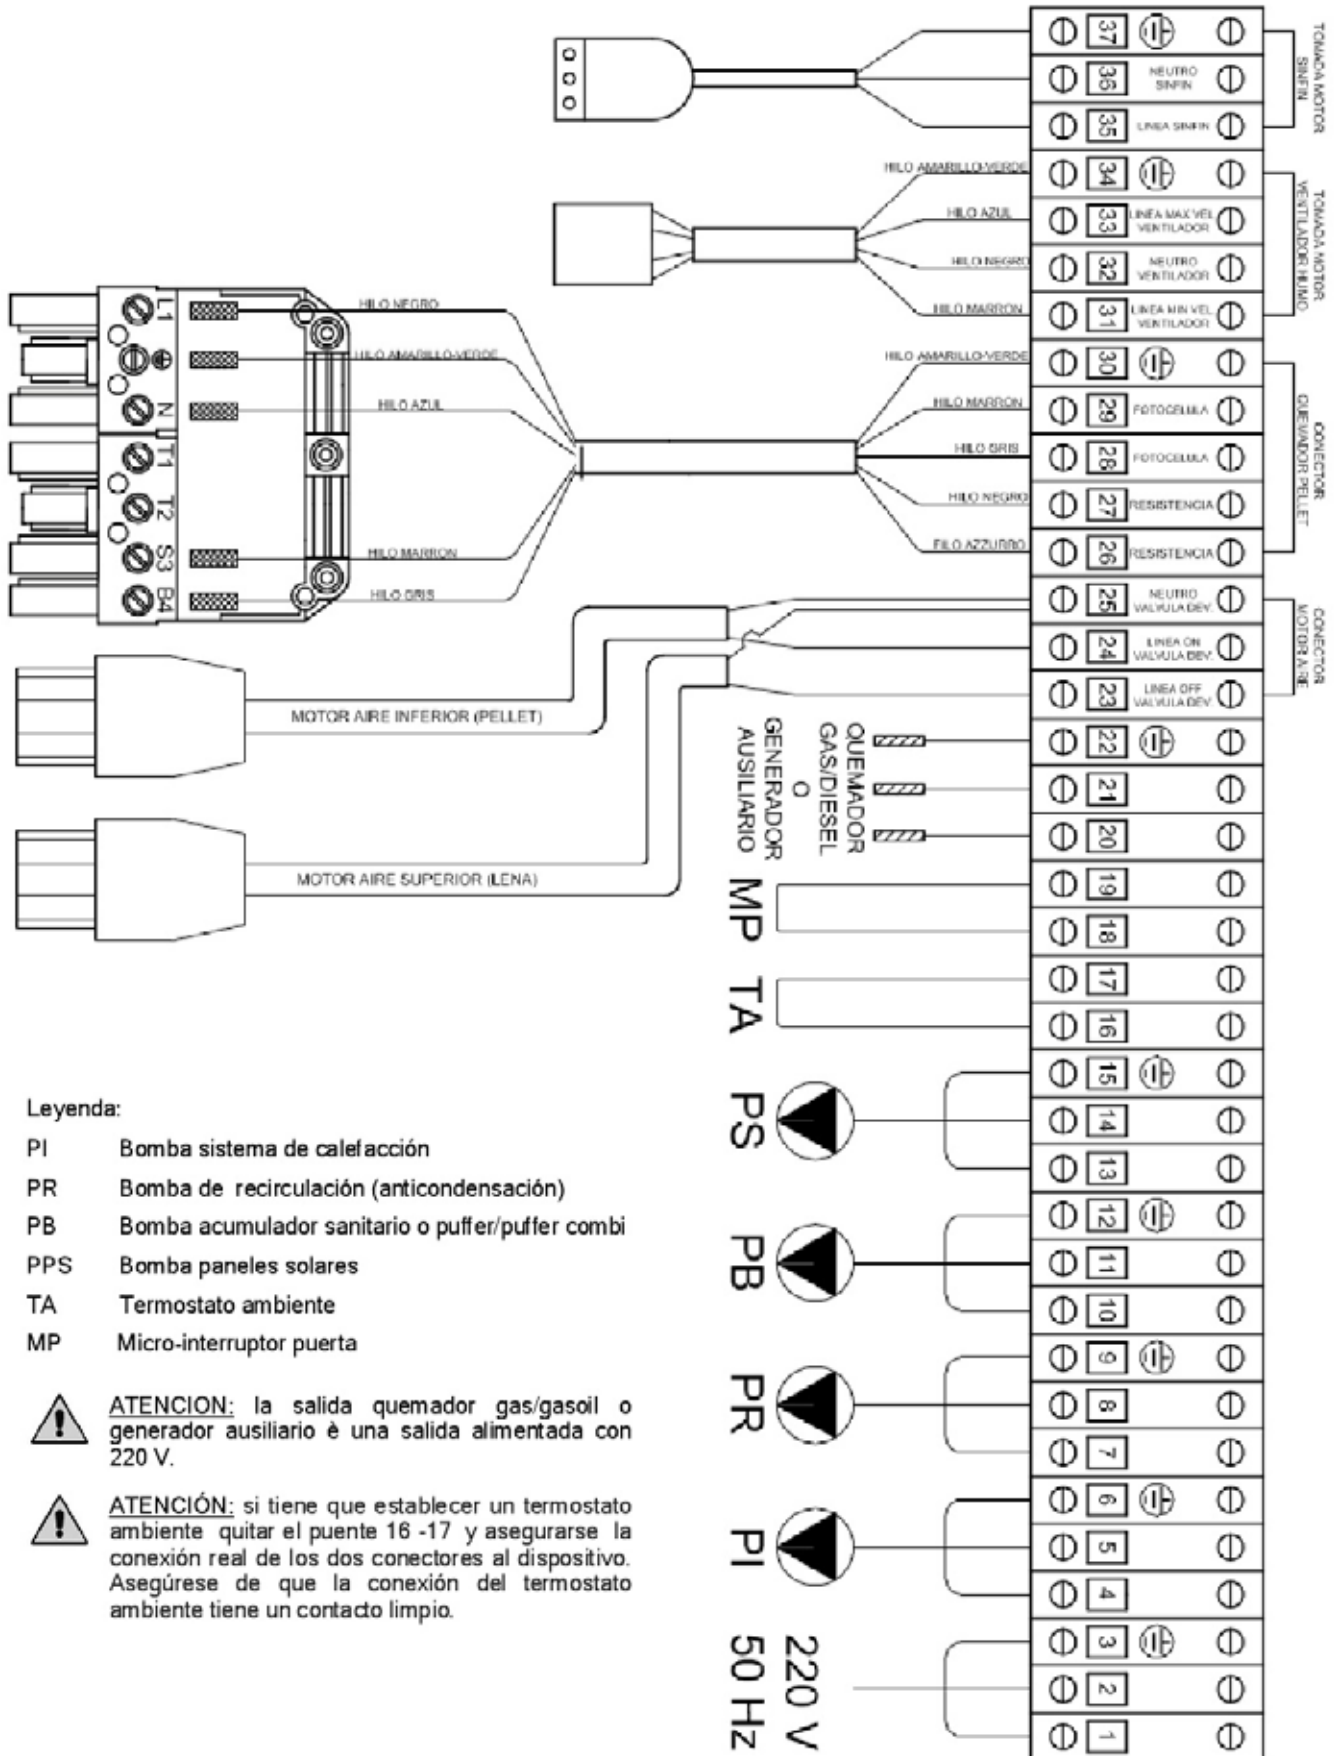 37
36 NEUTRO
SINFIN
35 LINEA SINFIN
TOMADA MOTOR
SINFIN
HILO AMARILLO-VERDE
34
HILO AZUL
33 LINEA MAX VEL.
VENTILADOR
HILO NEGRO
32 NEUTRO
VENTILADOR
HILO MARRON
31 LINEA MIN VEL.
VENTILADOR
TOMADA MOTOR
VENTILADOR HUMO
HILO AMARILLO-VERDE
30
HILO MARRON
29 FOTOCELULA
HILO GRIS
28 FOTOCELULA
HILO NEGRO
27 RESISTENCIA
FILO AZZURRO
26 RESISTENCIA
CONECTOR
QUEMADOR PELLET
L1
HILO NEGRO
HILO AMARILLO-VERDE
N
HILO AZUL
T1
T2
S3
HILO MARRON
B4
HILO GRIS
25 NEUTRO
VALVULA DEV.
24 LINEA ON
VALVULA DEV.
23 LINEA OFF
VALVULA DEV.
CONECTOR
MOTOR AIRE
MOTOR AIRE INFERIOR (PELLET)
MOTOR AIRE SUPERIOR (LENA)
QUEMADOR
GAS/DIESEL
O
GENERADOR
AUSILIARIO
22
21
20
MP
19
18
TA
17
16
PS
15
14
13
PB
12
11
10
PR
9
8
7
PI
6
5
4
220 V
50 Hz
3
2
1
Leyenda:
PI Bomba sistema de calefacción
PR Bomba de recirculación (anticondensación)
PB Bomba acumulador sanitario o puffer/puffer combi
PPS Bomba paneles solares
TA Termostato ambiente
MP Micro-interruptor puerta
ATENCION: la salida quemador gas/gasoil o
generador ausiliario è una salida alimentada con
220 V.
ATENCIÓN: si tiene que establecer un termostato
ambiente quitar el puente 16 -17 y asegurarse la
conexión real de los dos conectores al dispositivo.
Asegúrese de que la conexión del termostato
ambiente tiene un contacto limpio.